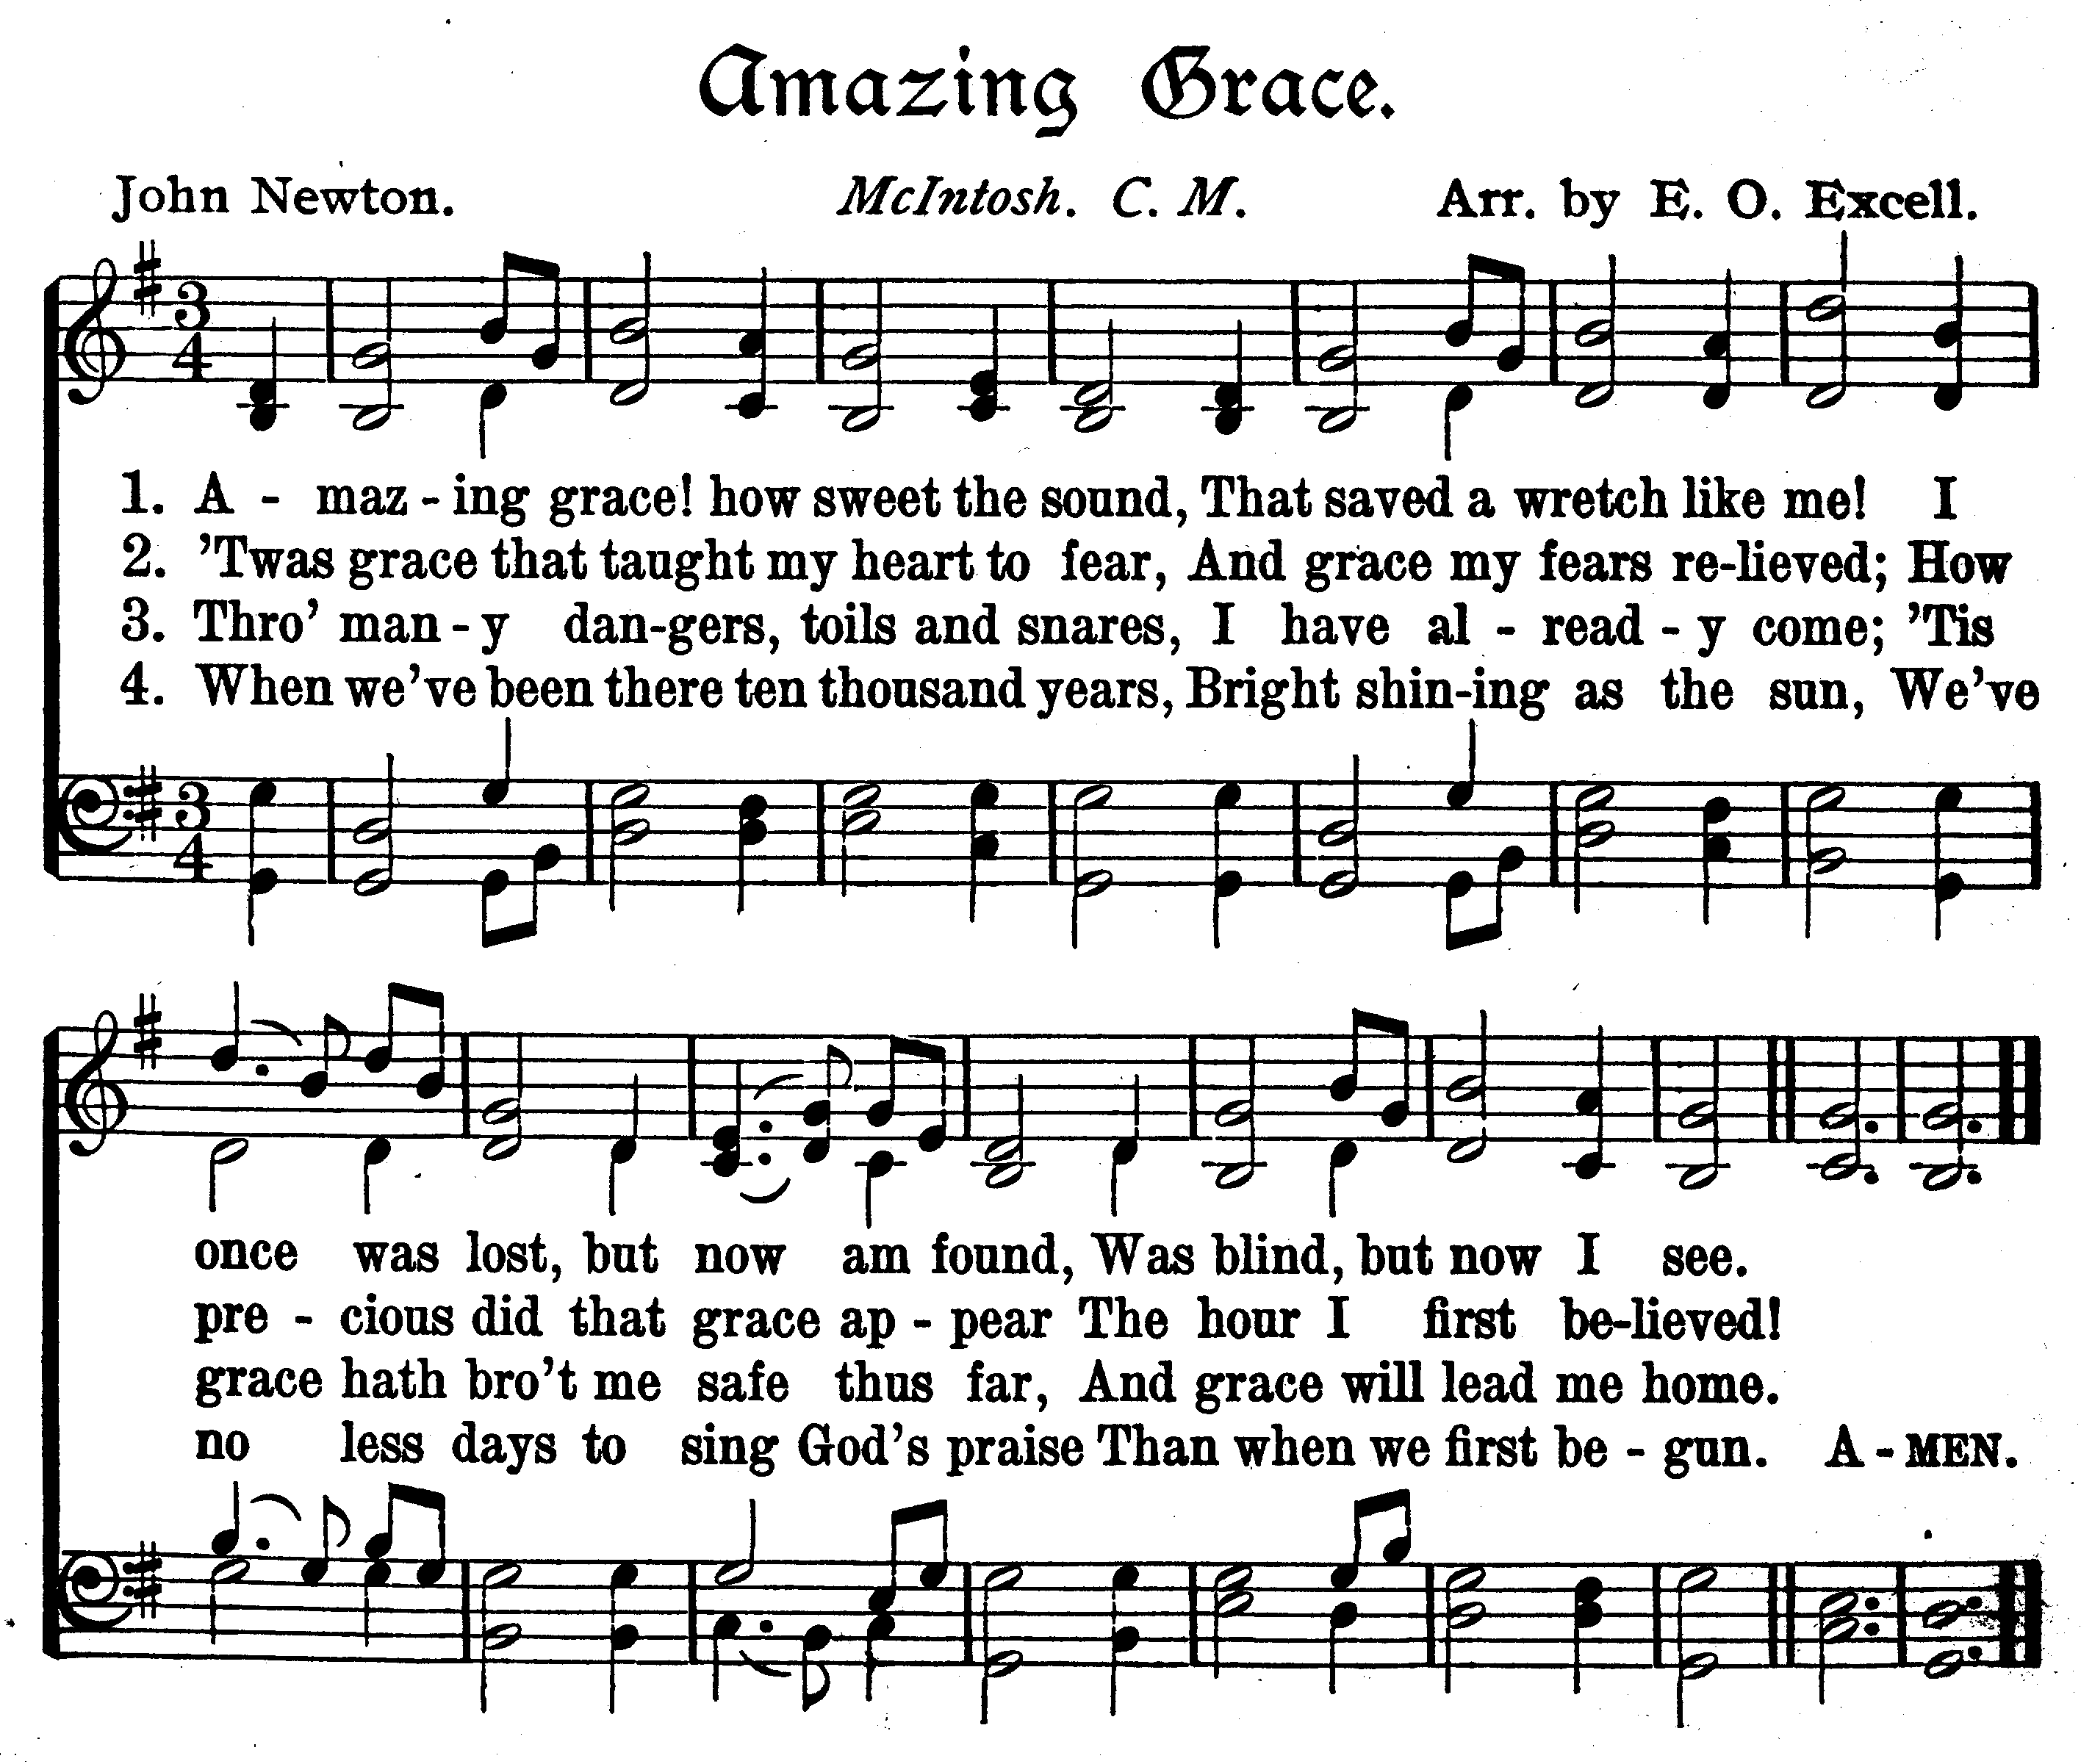 Amazing Grace.
John Newton. McIntosh. C. M. Arr. by E. O. Excell.
3
4
1. A - maz - ing grace! how sweet the sound, That saved a wretch like me! I
2. ’Twas grace that taught my heart to fear, And grace my fears re-lieved; How
3. Thro’ man - y dan-gers, toils and snares, I have al - read - y come; ’Tis
4. When we’ve been there ten thousand years, Bright shin-ing as the sun, We’ve
3
4
once was lost, but now am found, Was blind, but now I see.
pre - cious did that grace ap - pear The hour I first be-lieved!
grace hath bro’t me safe thus far, And grace will lead me home.
no less days to sing God’s praise Than when we first be - gun. A - MEN.